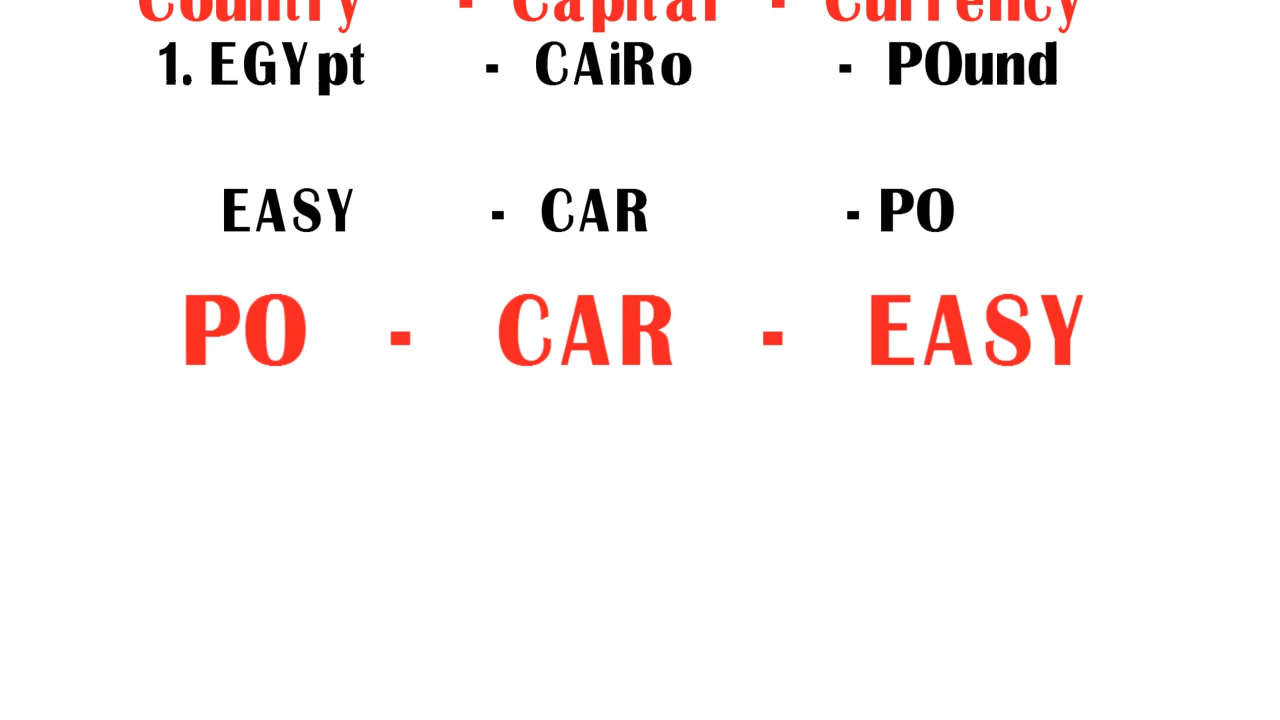 Country - Capital - Currency
1. EGYpt - CAiRo - POund
EASY - CAR - PO
PO - CAR - EASY